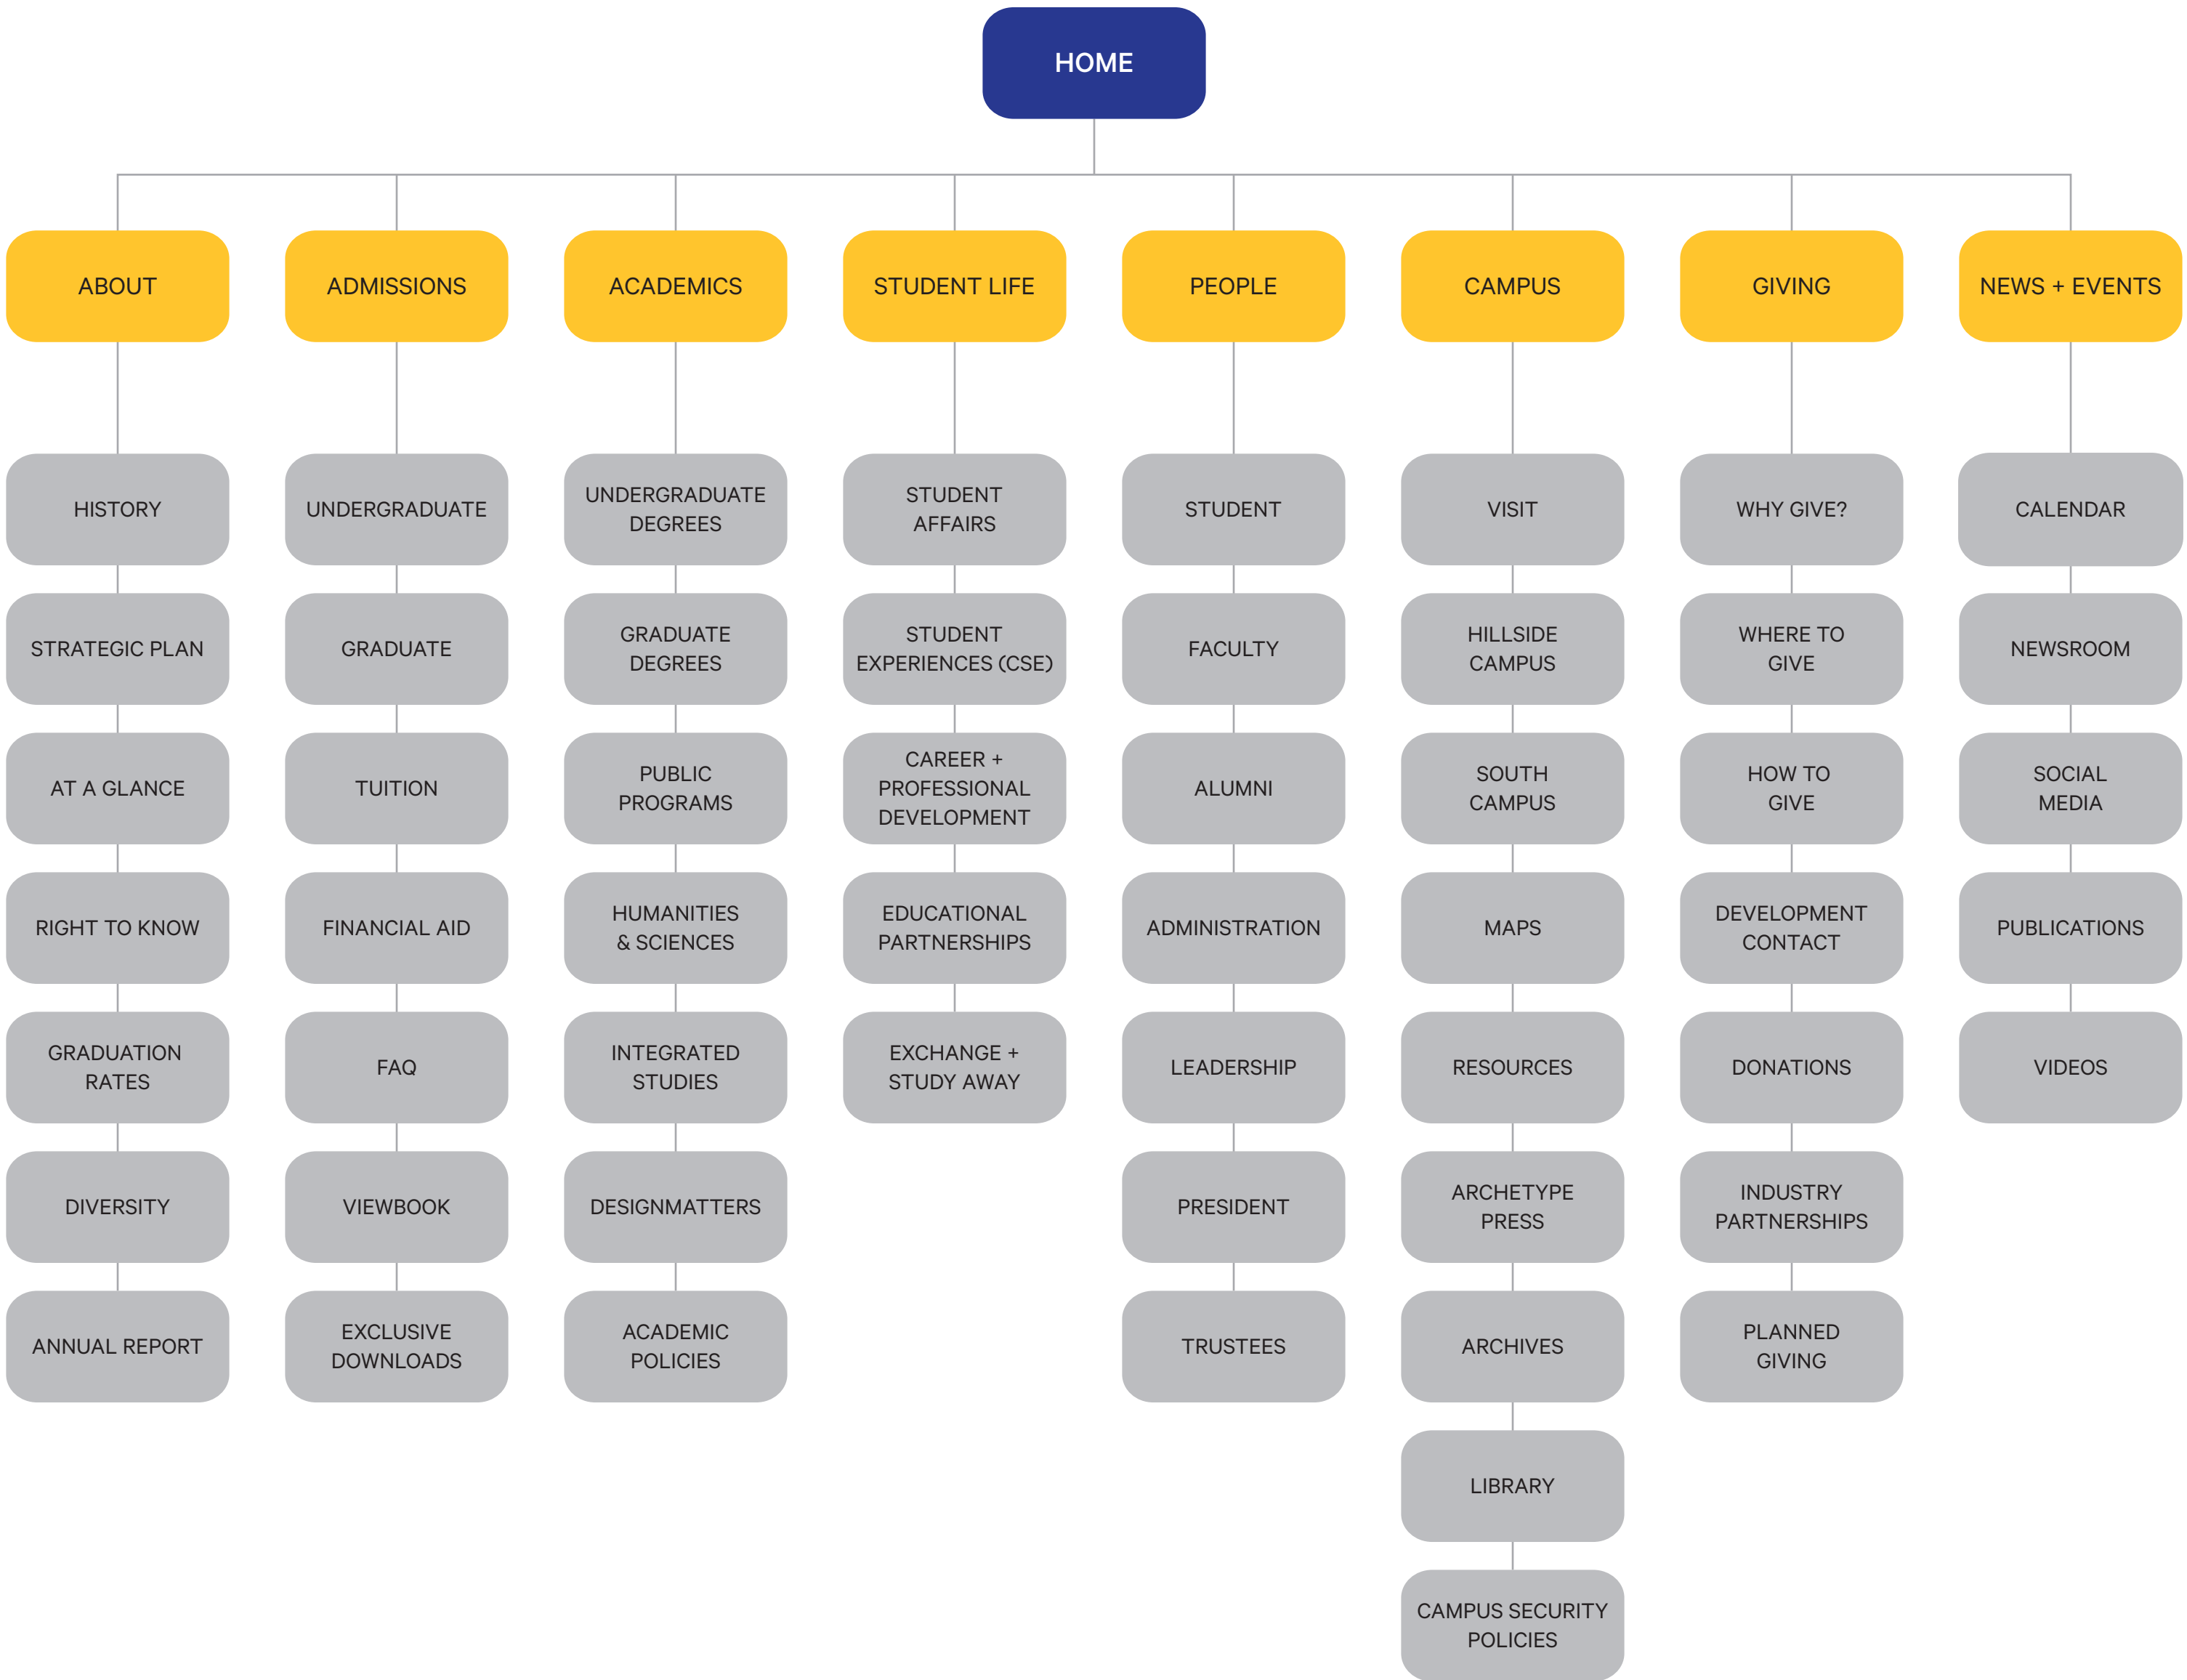 HOME
ABOUT
ADMISSIONS
ACADEMICS
STUDENT LIFE
PEOPLE
CAMPUS
GIVING
NEWS + EVENTS
HISTORY
STRATEGIC PLAN
AT A GLANCE
RIGHT TO KNOW
GRADUATION
RATES
DIVERSITY
ANNUAL REPORT
UNDERGRADUATE
GRADUATE
TUITION
FINANCIAL AID
FAQ
VIEWBOOK
EXCLUSIVE
DOWNLOADS
UNDERGRADUATE
DEGREES
GRADUATE
DEGREES
PUBLIC
PROGRAMS
HUMANITIES
& SCIENCES
INTEGRATED
STUDIES
DESIGNMATTERS
ACADEMIC
POLICIES
STUDENT
AFFAIRS
STUDENT
EXPERIENCES (CSE)
CAREER +
PROFESSIONAL
DEVELOPMENT
EDUCATIONAL
PARTNERSHIPS
EXCHANGE +
STUDY AWAY
STUDENT
FACULTY
ALUMNI
ADMINISTRATION
LEADERSHIP
PRESIDENT
TRUSTEES
VISIT
HILLSIDE
CAMPUS
SOUTH
CAMPUS
MAPS
RESOURCES
ARCHETYPE
PRESS
ARCHIVES
LIBRARY
CAMPUS SECURITY
POLICIES
WHY GIVE?
WHERE TO
GIVE
HOW TO
GIVE
DEVELOPMENT
CONTACT
DONATIONS
INDUSTRY
PARTNERSHIPS
PLANNED
GIVING
CALENDAR
NEWSROOM
SOCIAL
MEDIA
PUBLICATIONS
VIDEOS